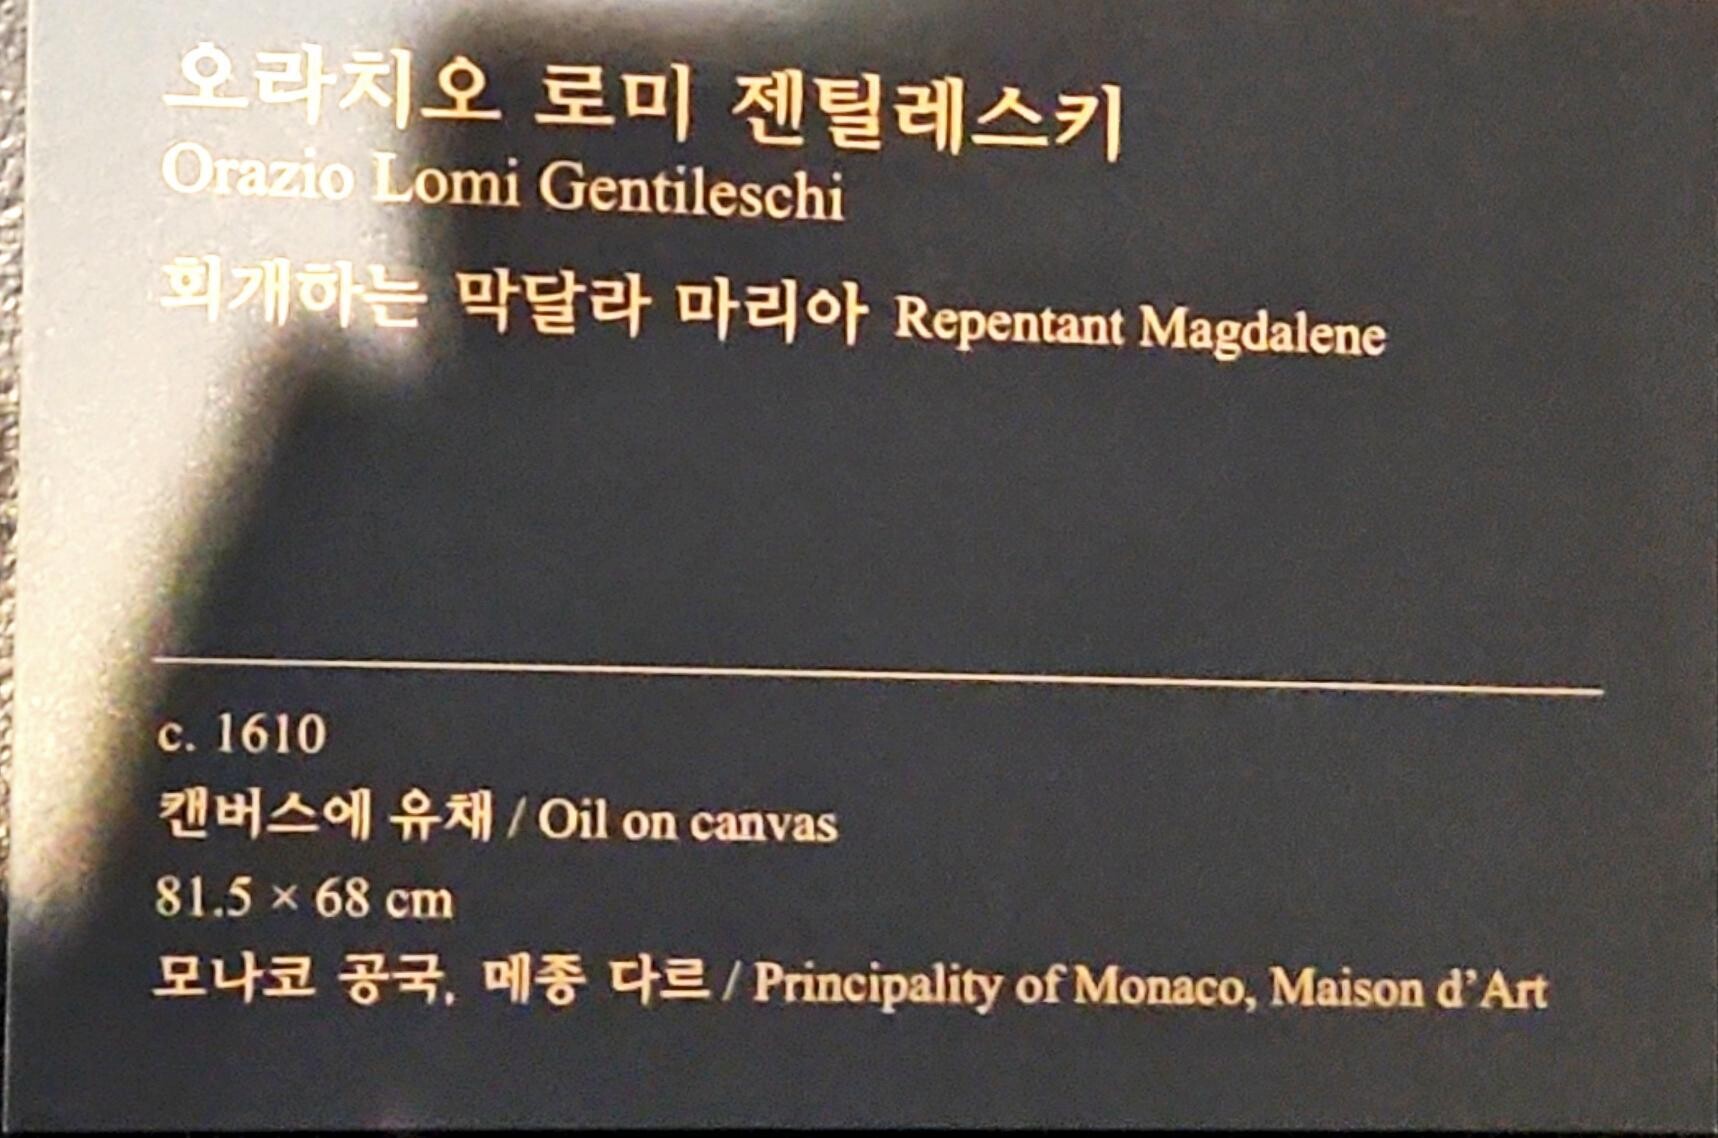 오라치오 로미 젠틸레스키
Orazio Lomi Gentileschi
회개하는 막달라 마리아 Repentant Magdalene
c. 1610
캔버스에 유채 / Oil on canvas
81.5 × 68 cm
모나코 공국, 메종 다르 / Principality of Monaco, Maison d’Art